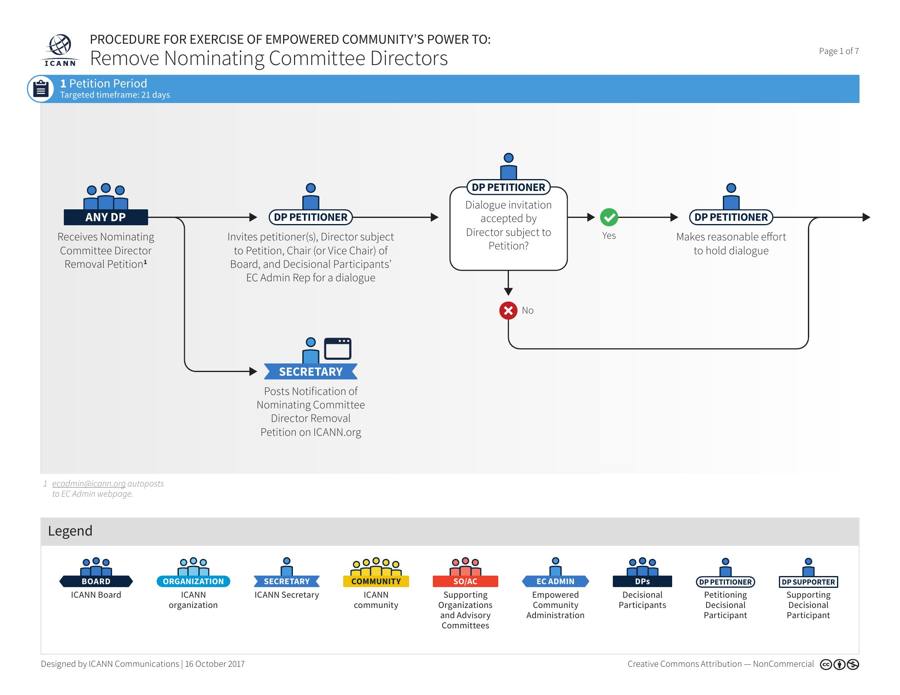 ICANN
PROCEDURE FOR EXERCISE OF EMPOWERED COMMUNITY'S POWER TO:
Remove Nominating Committee Directors
Page 1 of 7
1 Petition Period
Targeted timeframe: 21 days
ANY DP
Receives Nominating
Committee Director
Removal Petition¹
DP PETITIONER
Invites petitioner(s), Director subject
to Petition, Chair (or Vice Chair) of
Board, and Decisional Participants'
EC Admin Rep for a dialogue
DP PETITIONER
Dialogue invitation
accepted by
Director subject to
Petition?
Yes
No
DP PETITIONER
Makes reasonable effort
to hold dialogue
SECRETARY
Posts Notification of
Nominating Committee
Director Removal
Petition on ICANN.org
1 ecadmin@icann.org autoposts
to EC Admin webpage.
Legend
BOARD
ICANN Board
ORGANIZATION
ICANN
organization
SECRETARY
ICANN Secretary
COMMUNITY
ICANN
community
SO/AC
Supporting
Organizations
and Advisory
Committees
EC ADMIN
Empowered
Community
Administration
DPs
Decisional
Participants
DP PETITIONER
Petitioning
Decisional
Participant
DP SUPPORTER
Supporting
Decisional
Participant
Designed by ICANN Communications | 16 October 2017
Creative Commons Attribution — NonCommercial